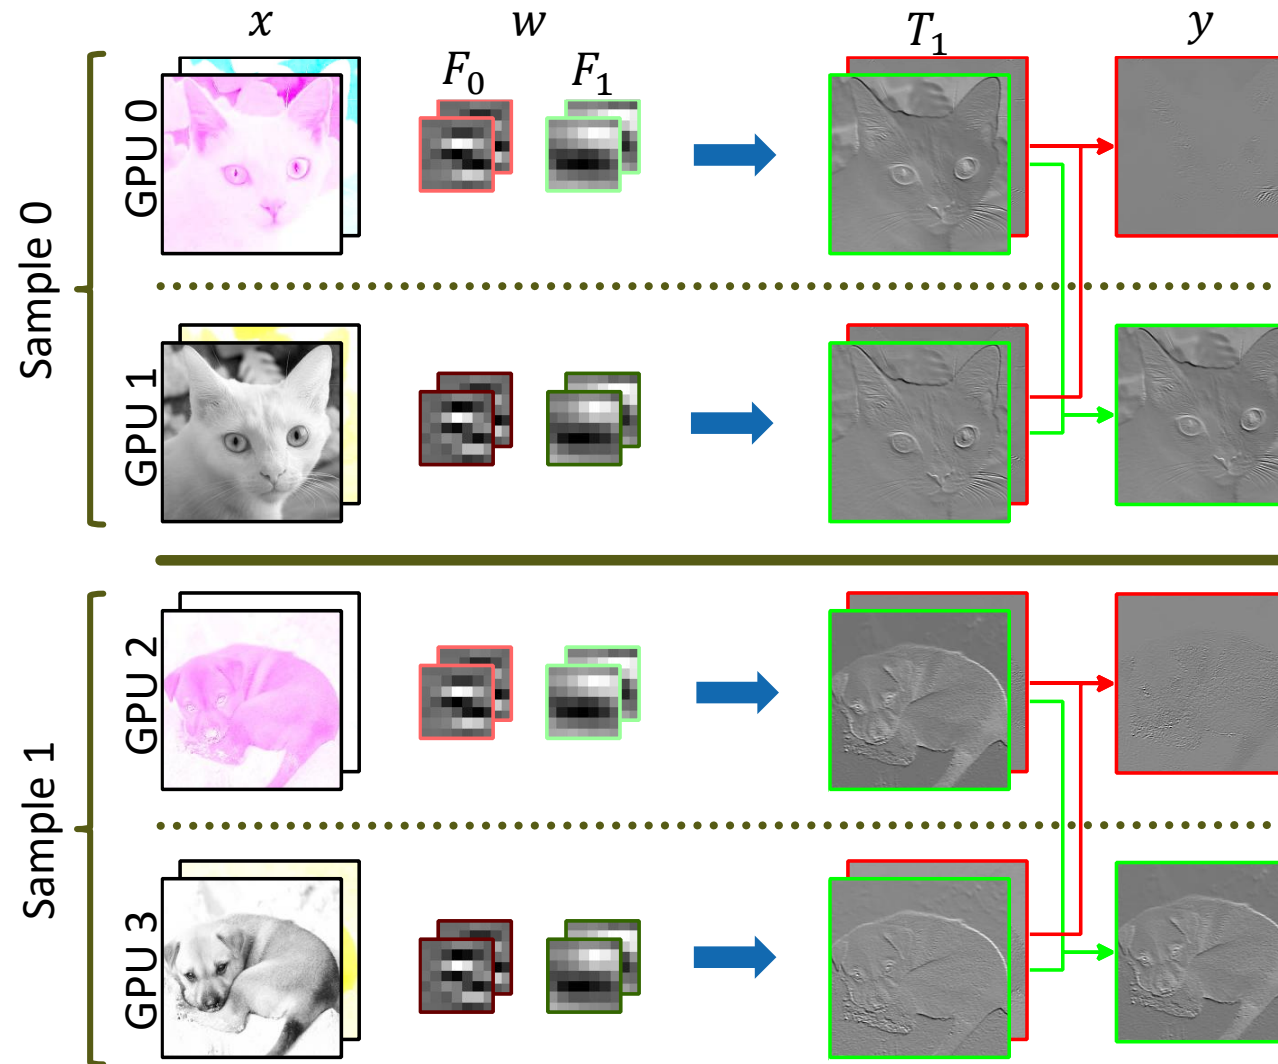 x w T₁ y
F₀ F₁
Sample 0
GPU 0
GPU 1
Sample 1
GPU 2
GPU 3